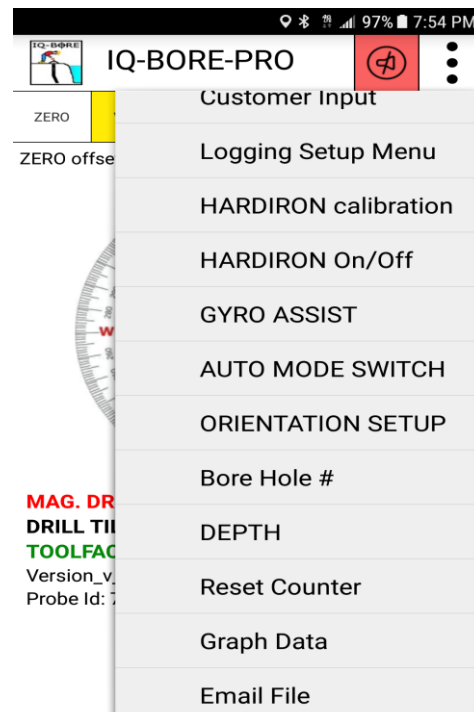 97% 7:54 PM
IQ-BORE
IQ-BORE-PRO
ZERO
Customer Input
ZERO offse
Logging Setup Menu
HARDIRON calibration
HARDIRON On/Off
GYRO ASSIST
W
AUTO MODE SWITCH
ORIENTATION SETUP
Bore Hole #
MAG. DR
DRILL TIL
DEPTH
TOOLFAC
Version_v_
Reset Counter
Probe Id: 7
Graph Data
Email File